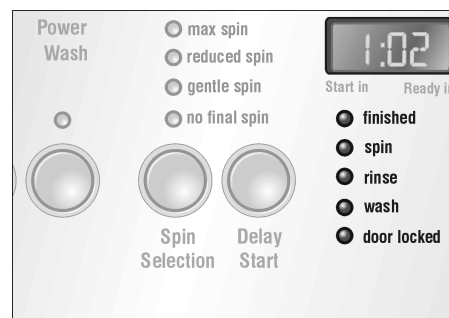 Power
Wash
max spin
reduced spin
gentle spin
no final spin
Spin
Selection
Delay
Start
1:02
Start in
Ready in
finished
spin
rinse
wash
door locked